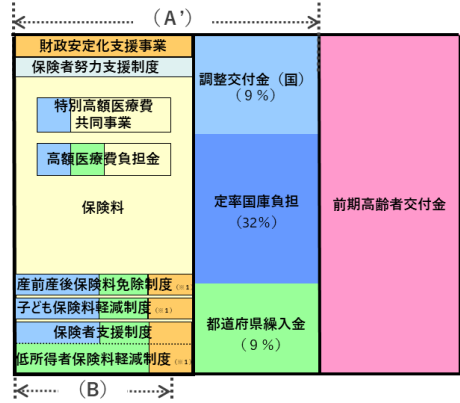 （A’）
財政安定化支援事業
保険者努力支援制度
特別高額医療費
共同事業
高額医療費負担金
保険料
産前産後保険料免除制度（※1）
子ども保険料軽減制度（※1）
保険者支援制度
低所得者保険料軽減制度（※1）
調整交付金（国）
（９％）
定率国庫負担
（32％）
都道府県繰入金
（９％）
前期高齢者交付金
（B）